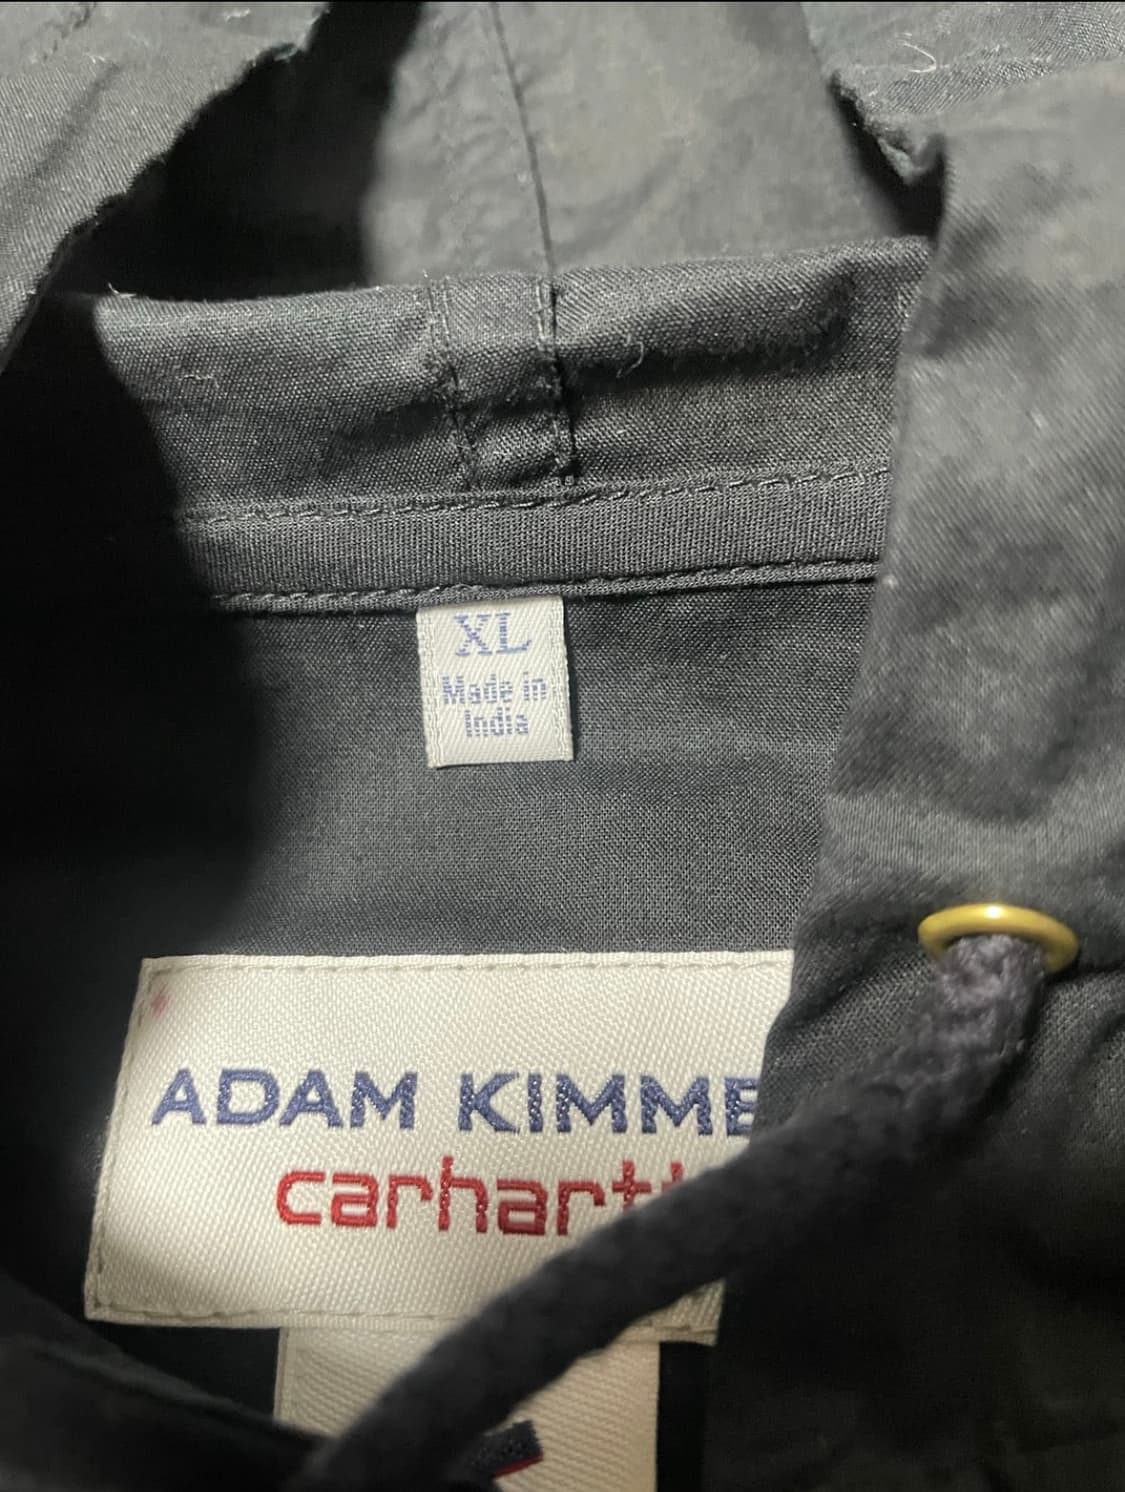 XL
Made in
India
ADAM KIMME
carhart